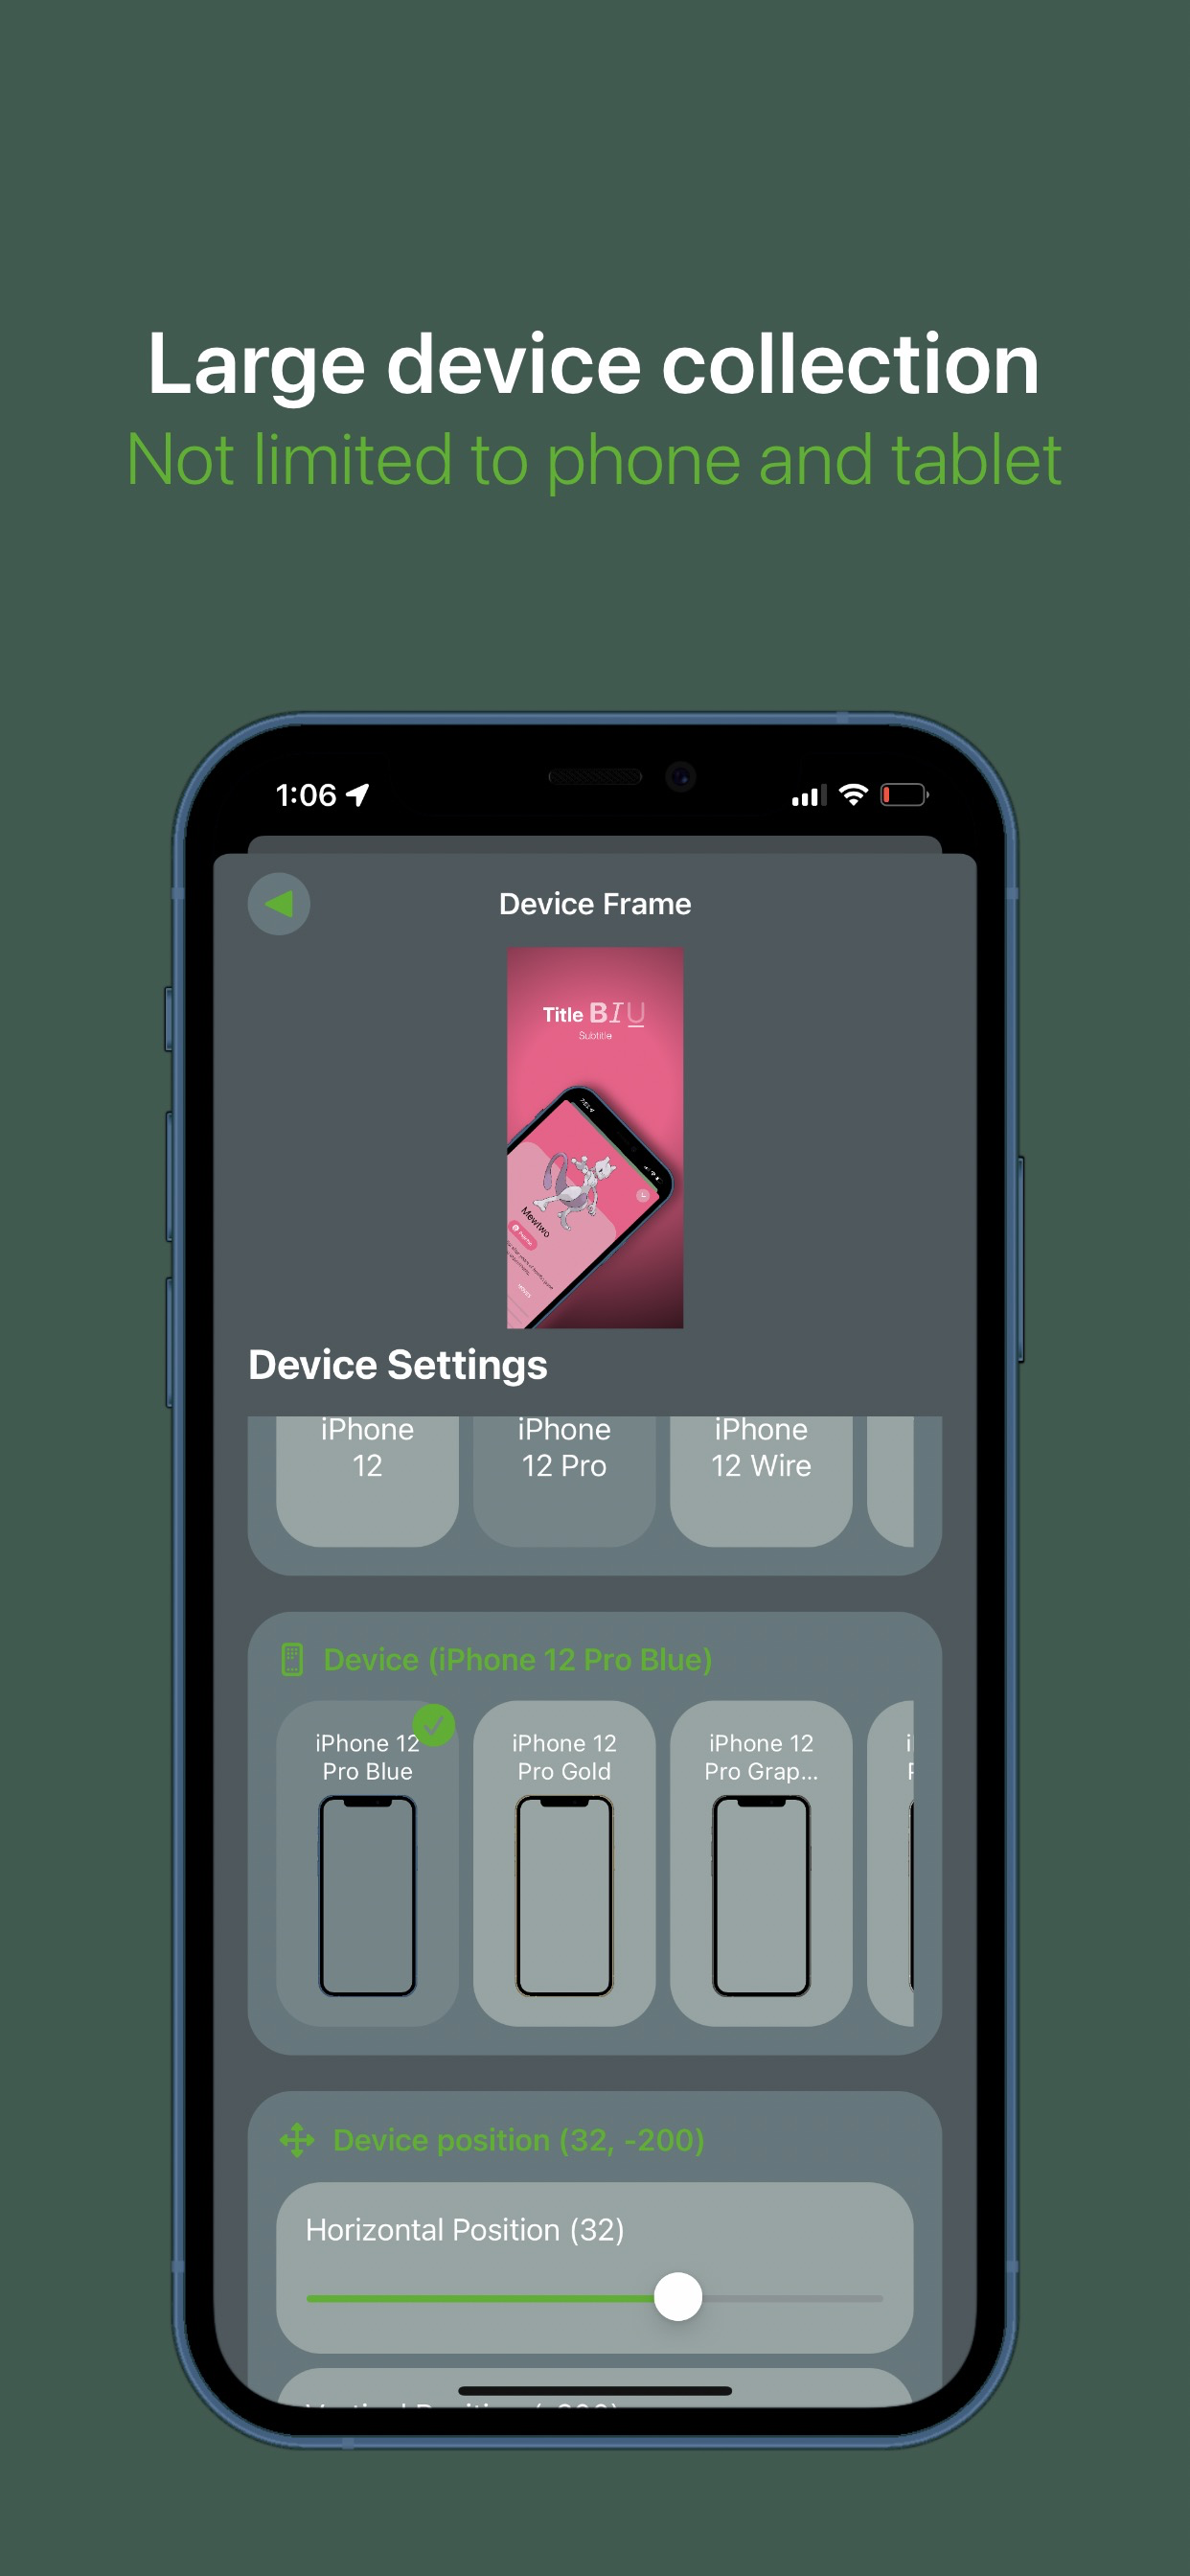 Large device collection
Not limited to phone and tablet
1:06
Device Frame
Title B I U
Subtitle
Mewtwo
Device Settings
iPhone
12
iPhone
12 Pro
iPhone
12 Wire
Device (iPhone 12 Pro Blue)
iPhone 12
Pro Blue
iPhone 12
Pro Gold
iPhone 12
Pro Grap...
Device position (32, -200)
Horizontal Position (32)